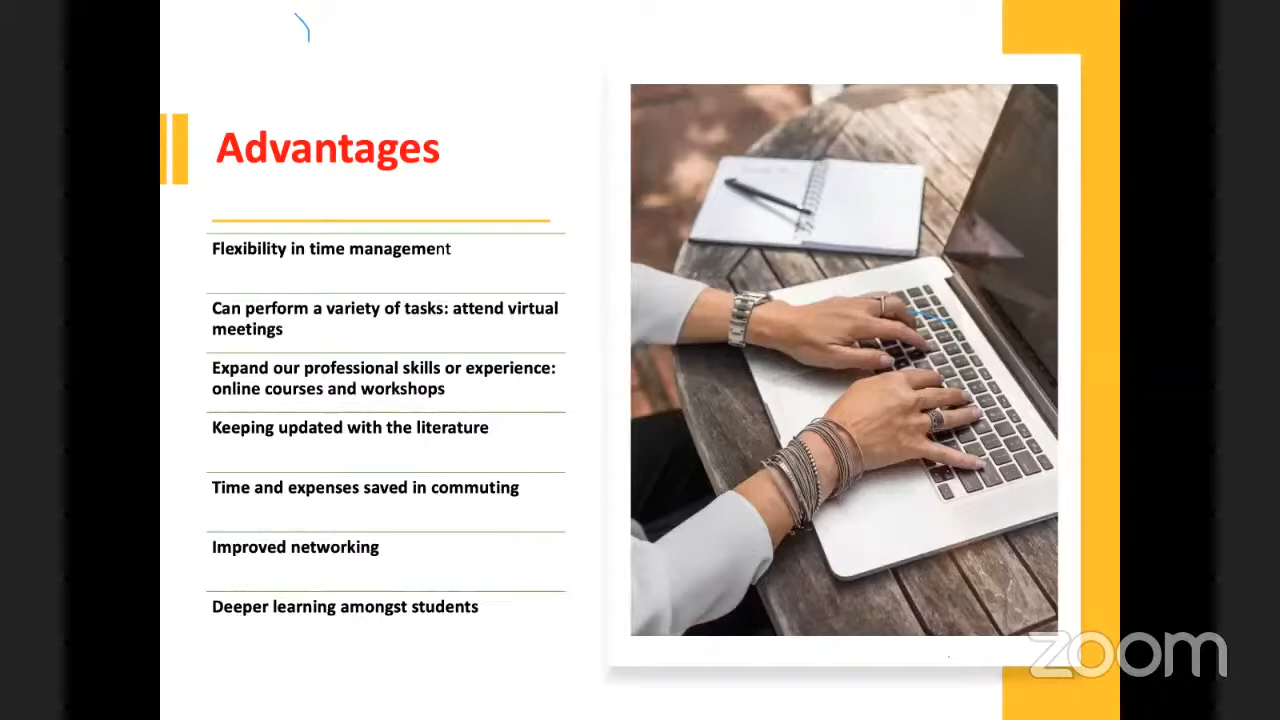 Advantages
Flexibility in time management
Can perform a variety of tasks: attend virtual
meetings
Expand our professional skills or experience:
online courses and workshops
Keeping updated with the literature
Time and expenses saved in commuting
Improved networking
Deeper learning amongst students
zoom